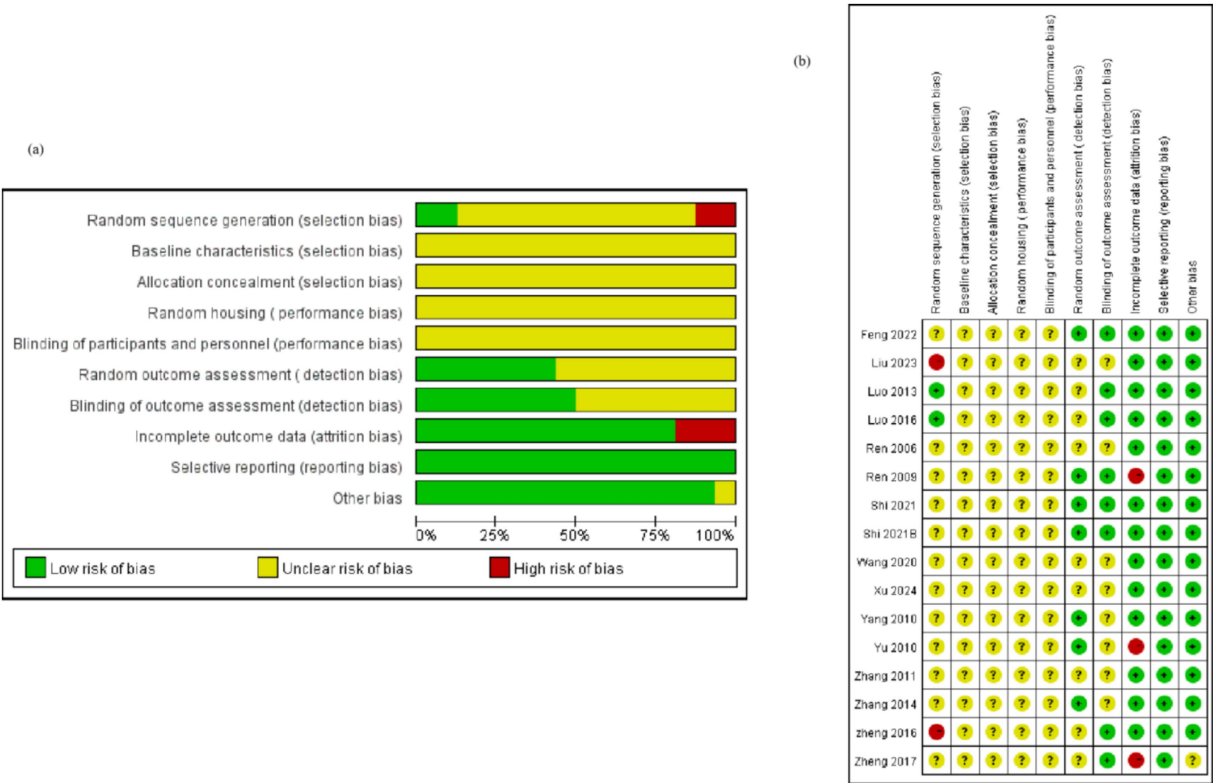 (a)
Random sequence generation (selection bias)
Baseline characteristics (selection bias)
Allocation concealment (selection bias)
Random housing ( performance bias)
Blinding of participants and personnel (performance bias)
Random outcome assessment ( detection bias)
Blinding of outcome assessment (detection bias)
Incomplete outcome data (attrition bias)
Selective reporting (reporting bias)
Other bias
0% 25% 50% 75% 100%
Low risk of bias Unclear risk of bias High risk of bias
(b)
Random sequence generation (selection bias)
Baseline characteristics (selection bias)
Allocation concealment (selection bias)
Random housing ( performance bias)
Blinding of participants and personnel (performance bias)
Random outcome assessment ( detection bias)
Blinding of outcome assessment (detection bias)
Incomplete outcome data (attrition bias)
Selective reporting (reporting bias)
Other bias
Feng 2022 ? ? ? ? ? + + + + +
Liu 2023 - ? ? ? ? ? ? + + +
Luo 2013 + ? ? ? ? ? + + + +
Luo 2016 + ? ? ? ? ? + + + +
Ren 2006 ? ? ? ? ? ? ? + + +
Ren 2009 ? ? ? ? ? + + - + +
Shi 2021 ? ? ? ? ? + + + + +
Shi 2021B ? ? ? ? ? + + + + +
Wang 2020 ? ? ? ? ? ? ? + + +
Xu 2024 ? ? ? ? ? ? ? + + +
Yang 2010 ? ? ? ? ? + ? + + +
Yu 2010 ? ? ? ? ? + ? - + +
Zhang 2011 ? ? ? ? ? ? ? + + +
Zhang 2014 ? ? ? ? ? + ? + + +
zheng 2016 - ? ? ? ? ? + + + +
Zheng 2017 ? ? ? ? ? ? + - + ?